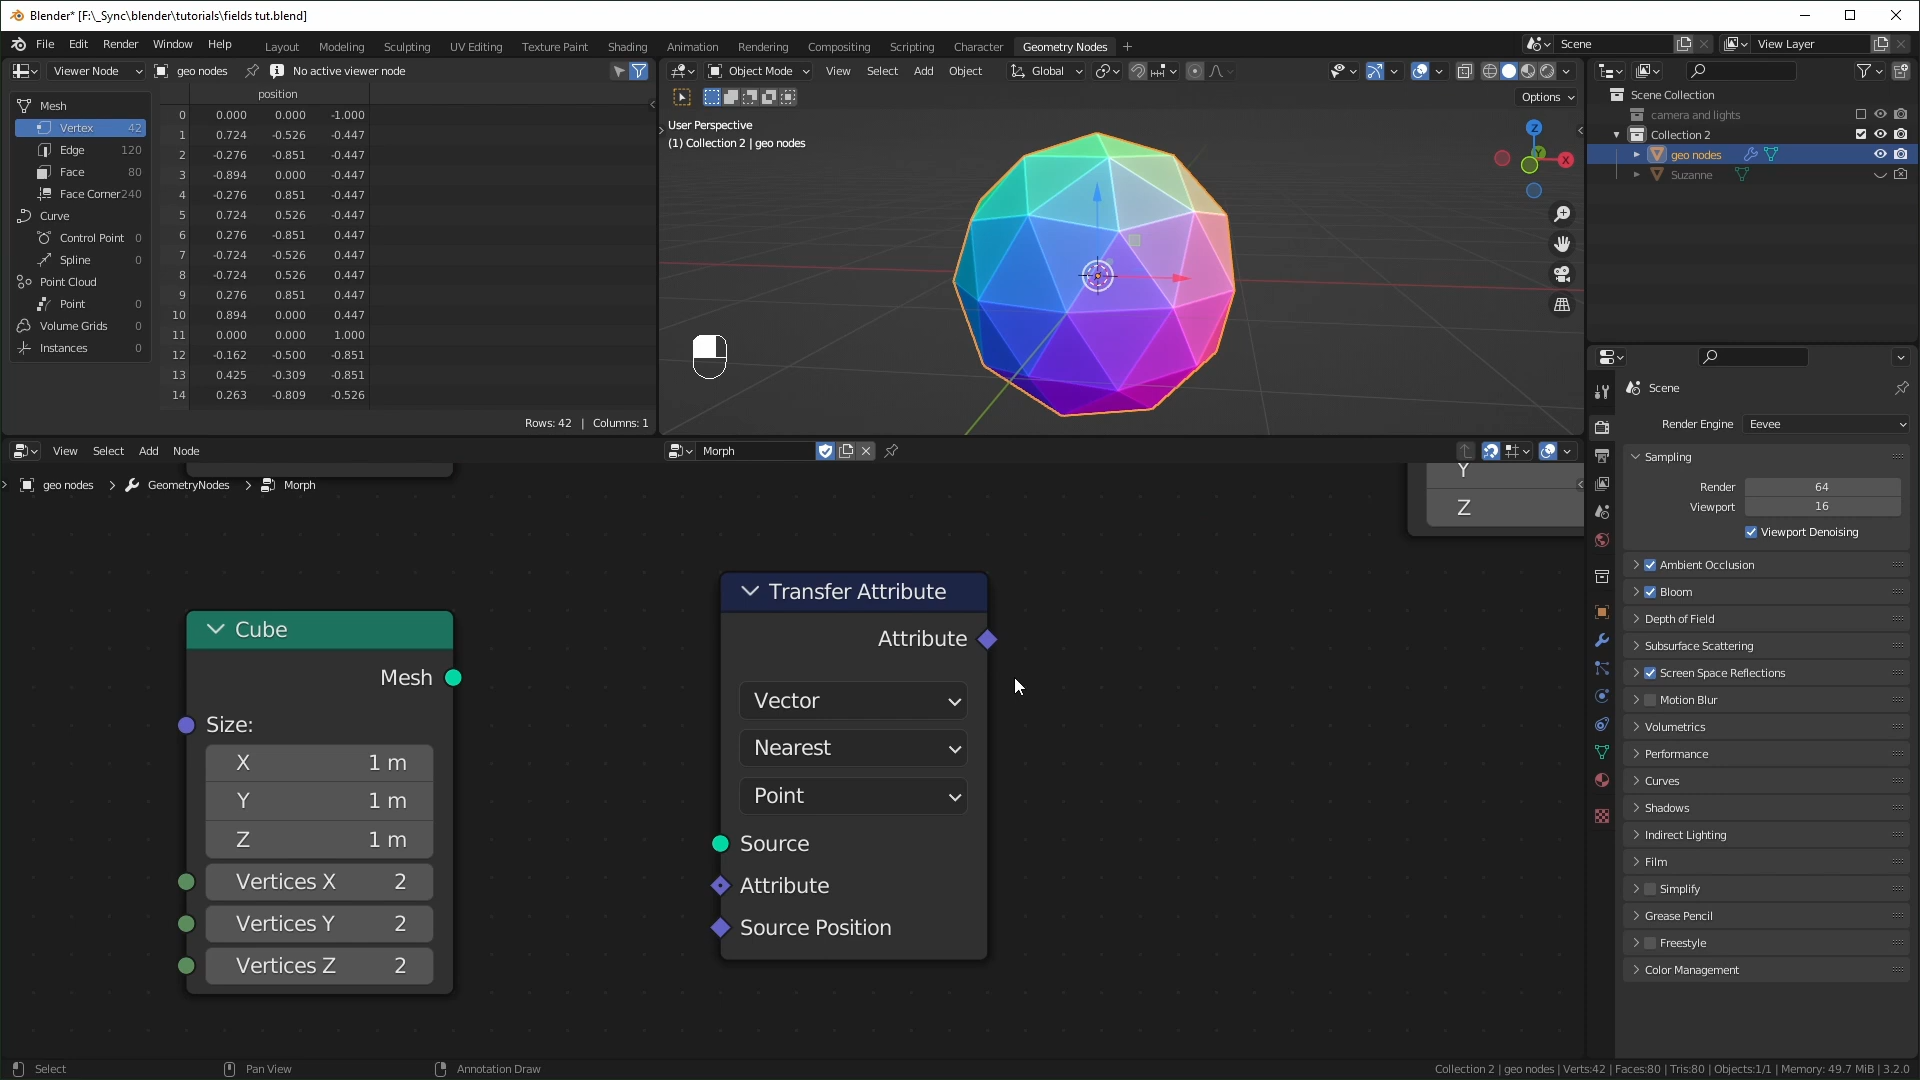 Blender* [F:\_Sync\blender\tutorials\fields tut.blend]
File Edit Render Window Help
Layout Modeling Sculpting UV Editing Texture Paint Shading Animation Rendering Compositing Scripting Character Geometry Nodes +
Scene
View Layer
Viewer Node geo nodes No active viewer node
Object Mode View Select Add Object Global
Options
position
Mesh
Vertex 42
Edge 120
Face 80
Face Corner 240
Curve
Control Point 0
Spline 0
Point Cloud
Point 0
Volume Grids 0
Instances 0
0 0.000 0.000 -1.000
1 0.724 -0.526 -0.447
2 -0.276 -0.851 -0.447
3 -0.894 0.000 -0.447
4 -0.276 0.851 -0.447
5 0.724 0.526 -0.447
6 0.276 -0.851 0.447
7 -0.724 -0.526 0.447
8 -0.724 0.526 0.447
9 0.276 0.851 0.447
10 0.894 0.000 0.447
11 0.000 0.000 1.000
12 -0.162 -0.500 -0.851
13 0.425 -0.309 -0.851
14 0.263 -0.809 -0.526
Rows: 42 | Columns: 1
User Perspective
(1) Collection 2 | geo nodes
Z
Y
X
Scene Collection
camera and lights
Collection 2
geo nodes
Suzanne
Scene
Render Engine Eevee
Sampling
Render 64
Viewport 16
Viewport Denoising
Ambient Occlusion
Bloom
Depth of Field
Subsurface Scattering
Screen Space Reflections
Motion Blur
Volumetrics
Performance
Curves
Shadows
Indirect Lighting
Film
Simplify
Grease Pencil
Freestyle
Color Management
View Select Add Node
Morph
geo nodes > GeometryNodes > Morph
Y
Z
Cube
Mesh
Size:
X 1 m
Y 1 m
Z 1 m
Vertices X 2
Vertices Y 2
Vertices Z 2
Transfer Attribute
Attribute
Vector
Nearest
Point
Source
Attribute
Source Position
Select
Pan View
Annotation Draw
Collection 2 | geo nodes | Verts:42 | Faces:80 | Tris:80 | Objects:1/1 | Memory: 49.7 MiB | 3.2.0